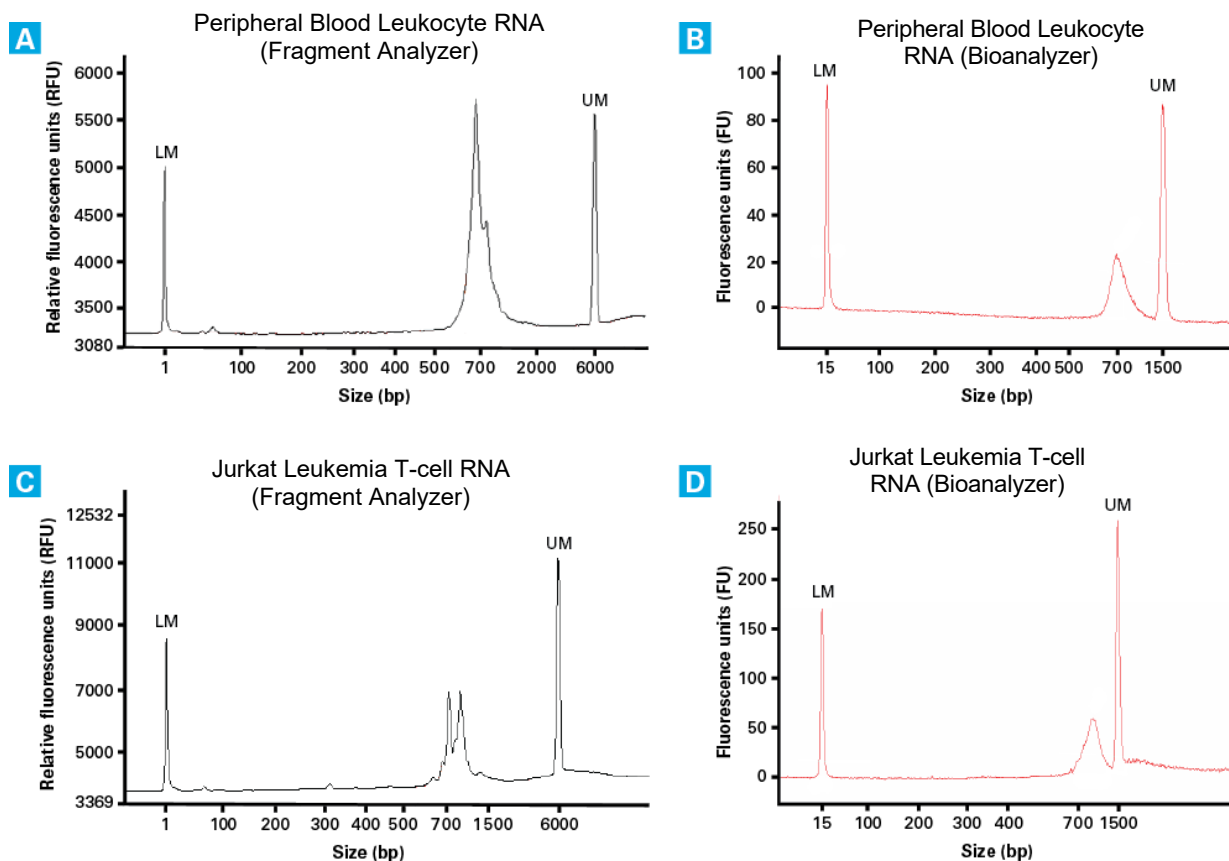 A
Peripheral Blood Leukocyte RNA
(Fragment Analyzer)
Relative fluorescence units (RFU)
6000
5500
5000
4500
4000
3500
3080
LM
UM
1 100 200 300 400 500 700 2000 6000
Size (bp)
B
Peripheral Blood Leukocyte
RNA (Bioanalyzer)
Fluorescence units (FU)
100
80
60
40
20
0
LM
UM
15 100 200 300 400 500 700 1500
Size (bp)
C
Jurkat Leukemia T-cell RNA
(Fragment Analyzer)
Relative fluorescence units (RFU)
12532
11000
9000
7000
5000
3369
LM
UM
1 100 200 300 400 500 700 1500 6000
Size (bp)
D
Jurkat Leukemia T-cell
RNA (Bioanalyzer)
Fluorescence units (FU)
250
200
150
100
50
0
LM
UM
15 100 200 300 400 700 1500
Size (bp)